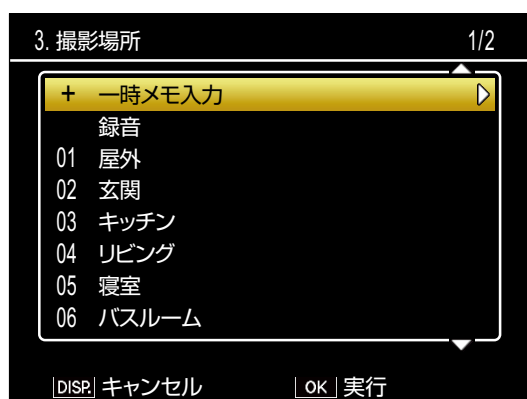 3. 撮影場所 1/2
+ 一時メモ入力
録音
01 屋外
02 玄関
03 キッチン
04 リビング
05 寝室
06 バスルーム
DISP. キャンセル OK 実行